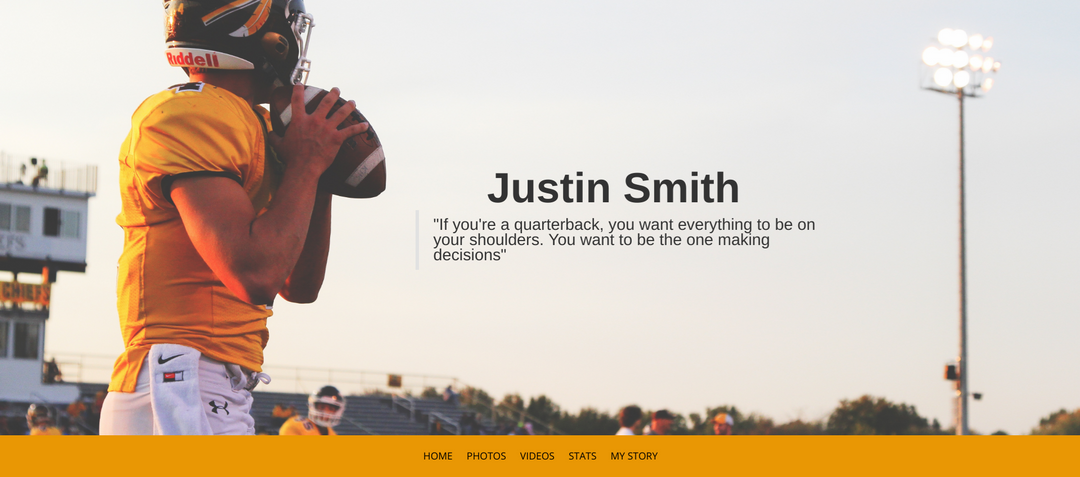 Riddell
Justin Smith
"If you're a quarterback, you want everything to be on
your shoulders. You want to be the one making
decisions"
CHIEFS
HOME PHOTOS VIDEOS STATS MY STORY